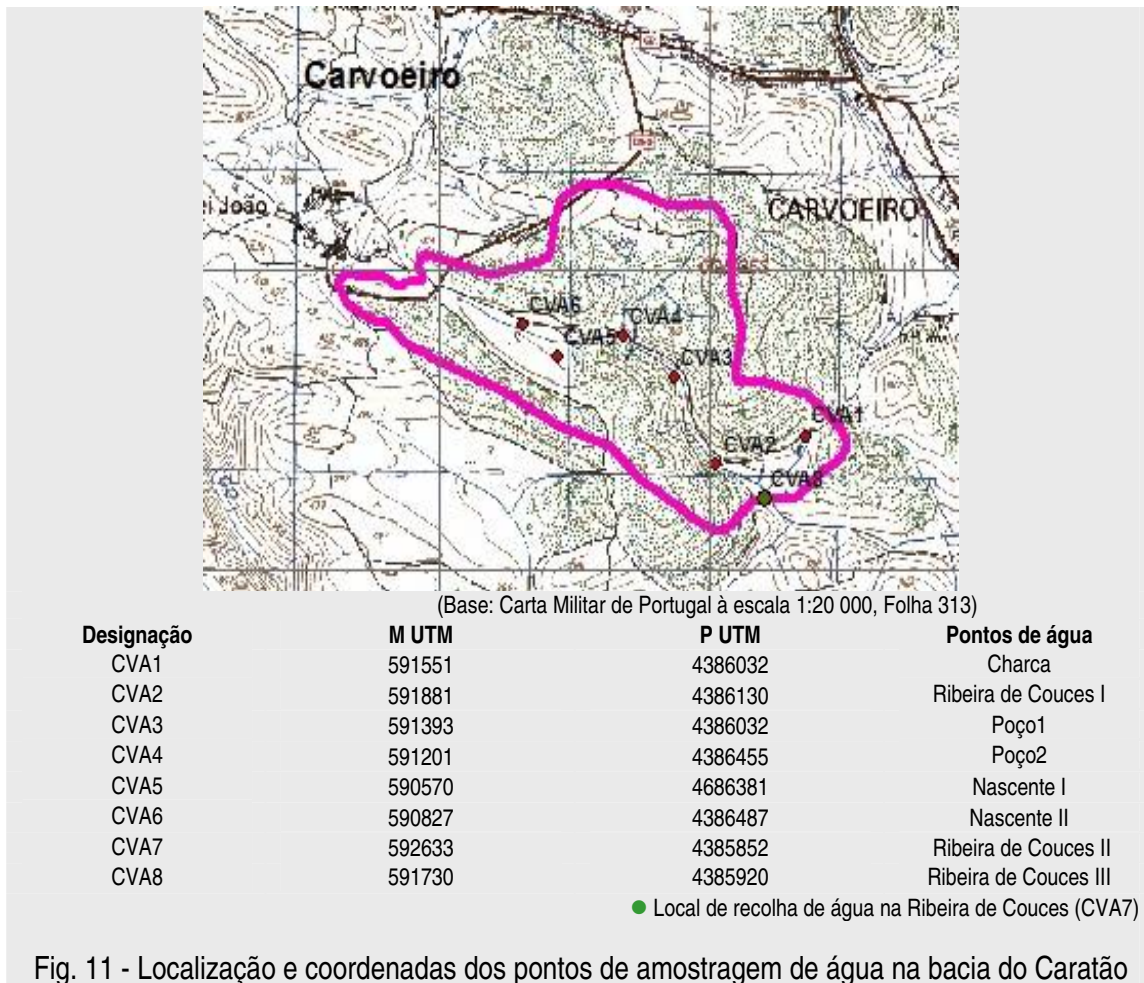 Carvoeiro
i João
CARVOEIRO
CVA6
CVA4
CVA5
CVA3
CVA1
CVA2
CVA8
(Base: Carta Militar de Portugal à escala 1:20 000, Folha 313)
Designação M UTM P UTM Pontos de água
CVA1 591551 4386032 Charca
CVA2 591881 4386130 Ribeira de Couces I
CVA3 591393 4386032 Poço1
CVA4 591201 4386455 Poço2
CVA5 590570 4686381 Nascente I
CVA6 590827 4386487 Nascente II
CVA7 592633 4385852 Ribeira de Couces II
CVA8 591730 4385920 Ribeira de Couces III
● Local de recolha de água na Ribeira de Couces (CVA7)
Fig. 11 - Localização e coordenadas dos pontos de amostragem de água na bacia do Caratão